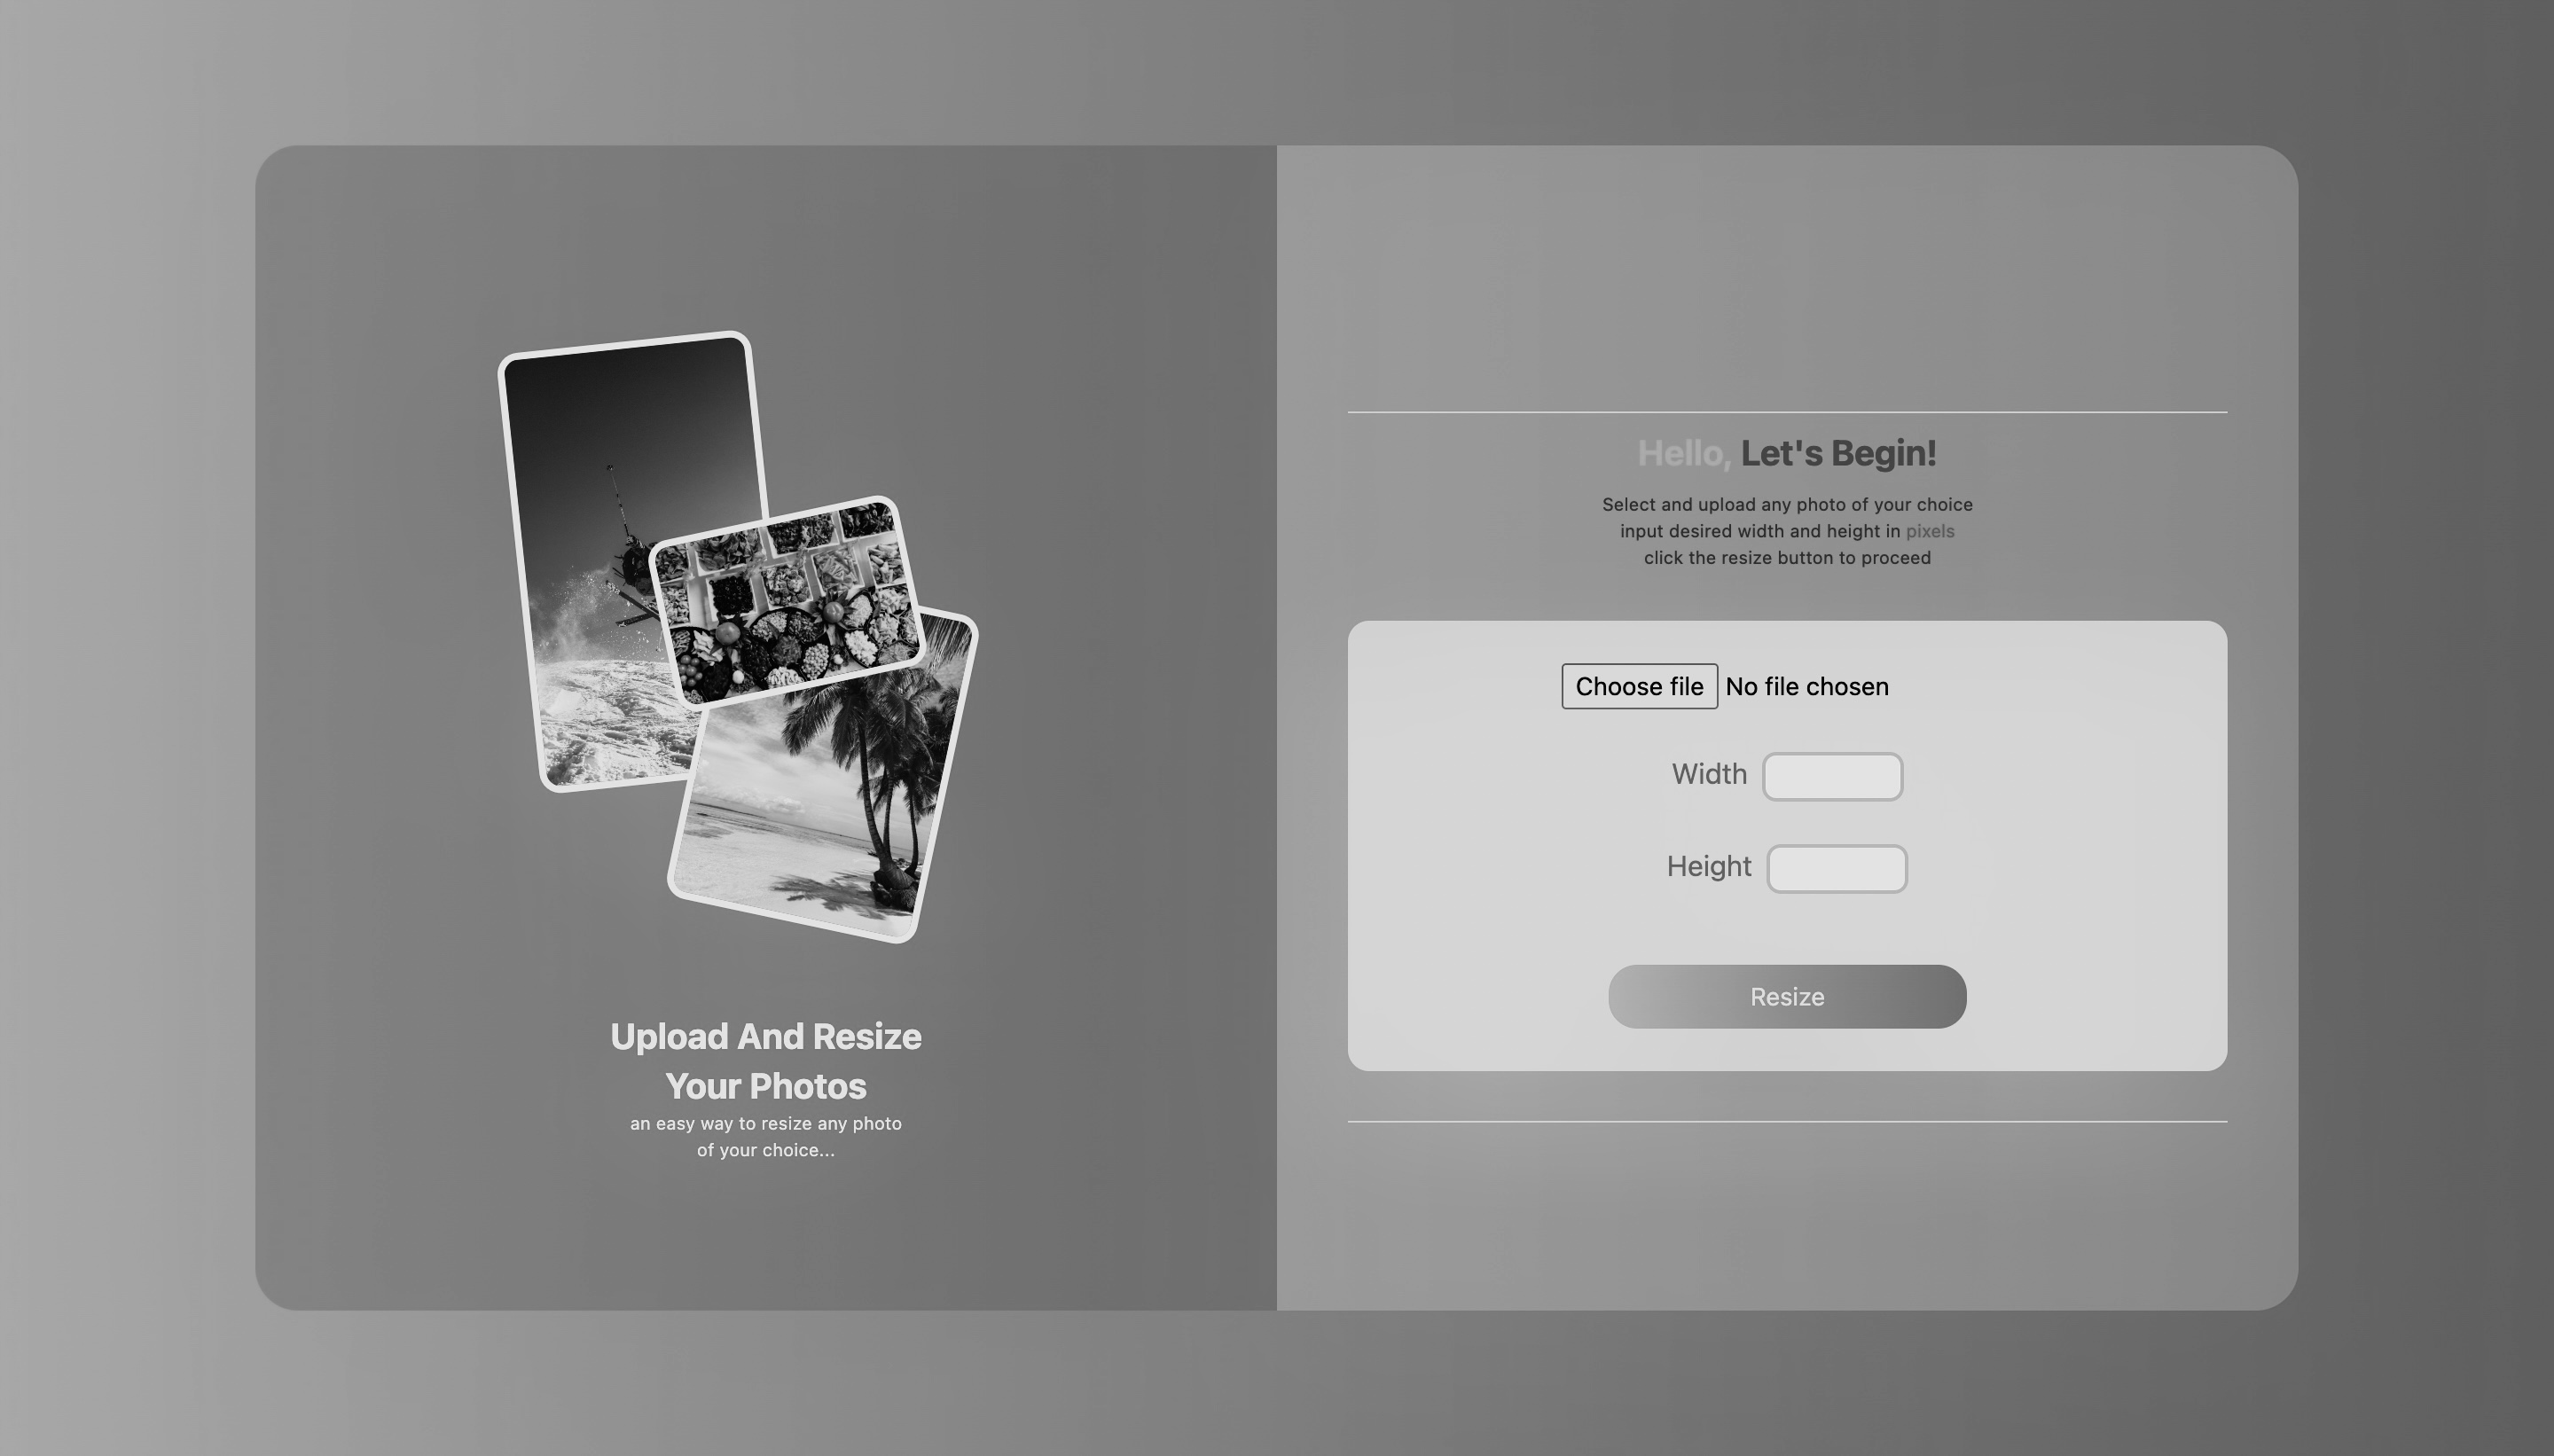 Upload And Resize
Your Photos
an easy way to resize any photo
of your choice...
Hello, Let's Begin!
Select and upload any photo of your choice
input desired width and height in pixels
click the resize button to proceed
Choose file No file chosen
Width
Height
Resize